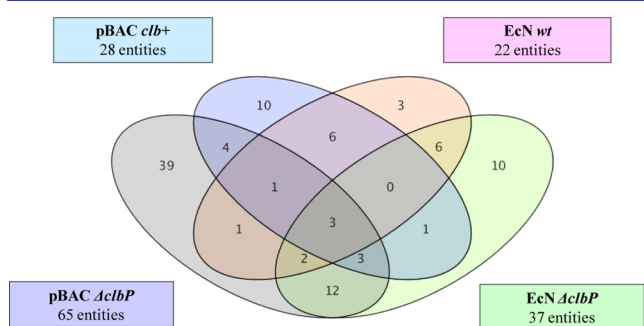 pBAC clb+
28 entities
EcN wt
22 entities
10
3
4
6
6
39
10
1
0
1
3
1
2
3
12
pBAC ΔclbP
65 entities
EcN ΔclbP
37 entities